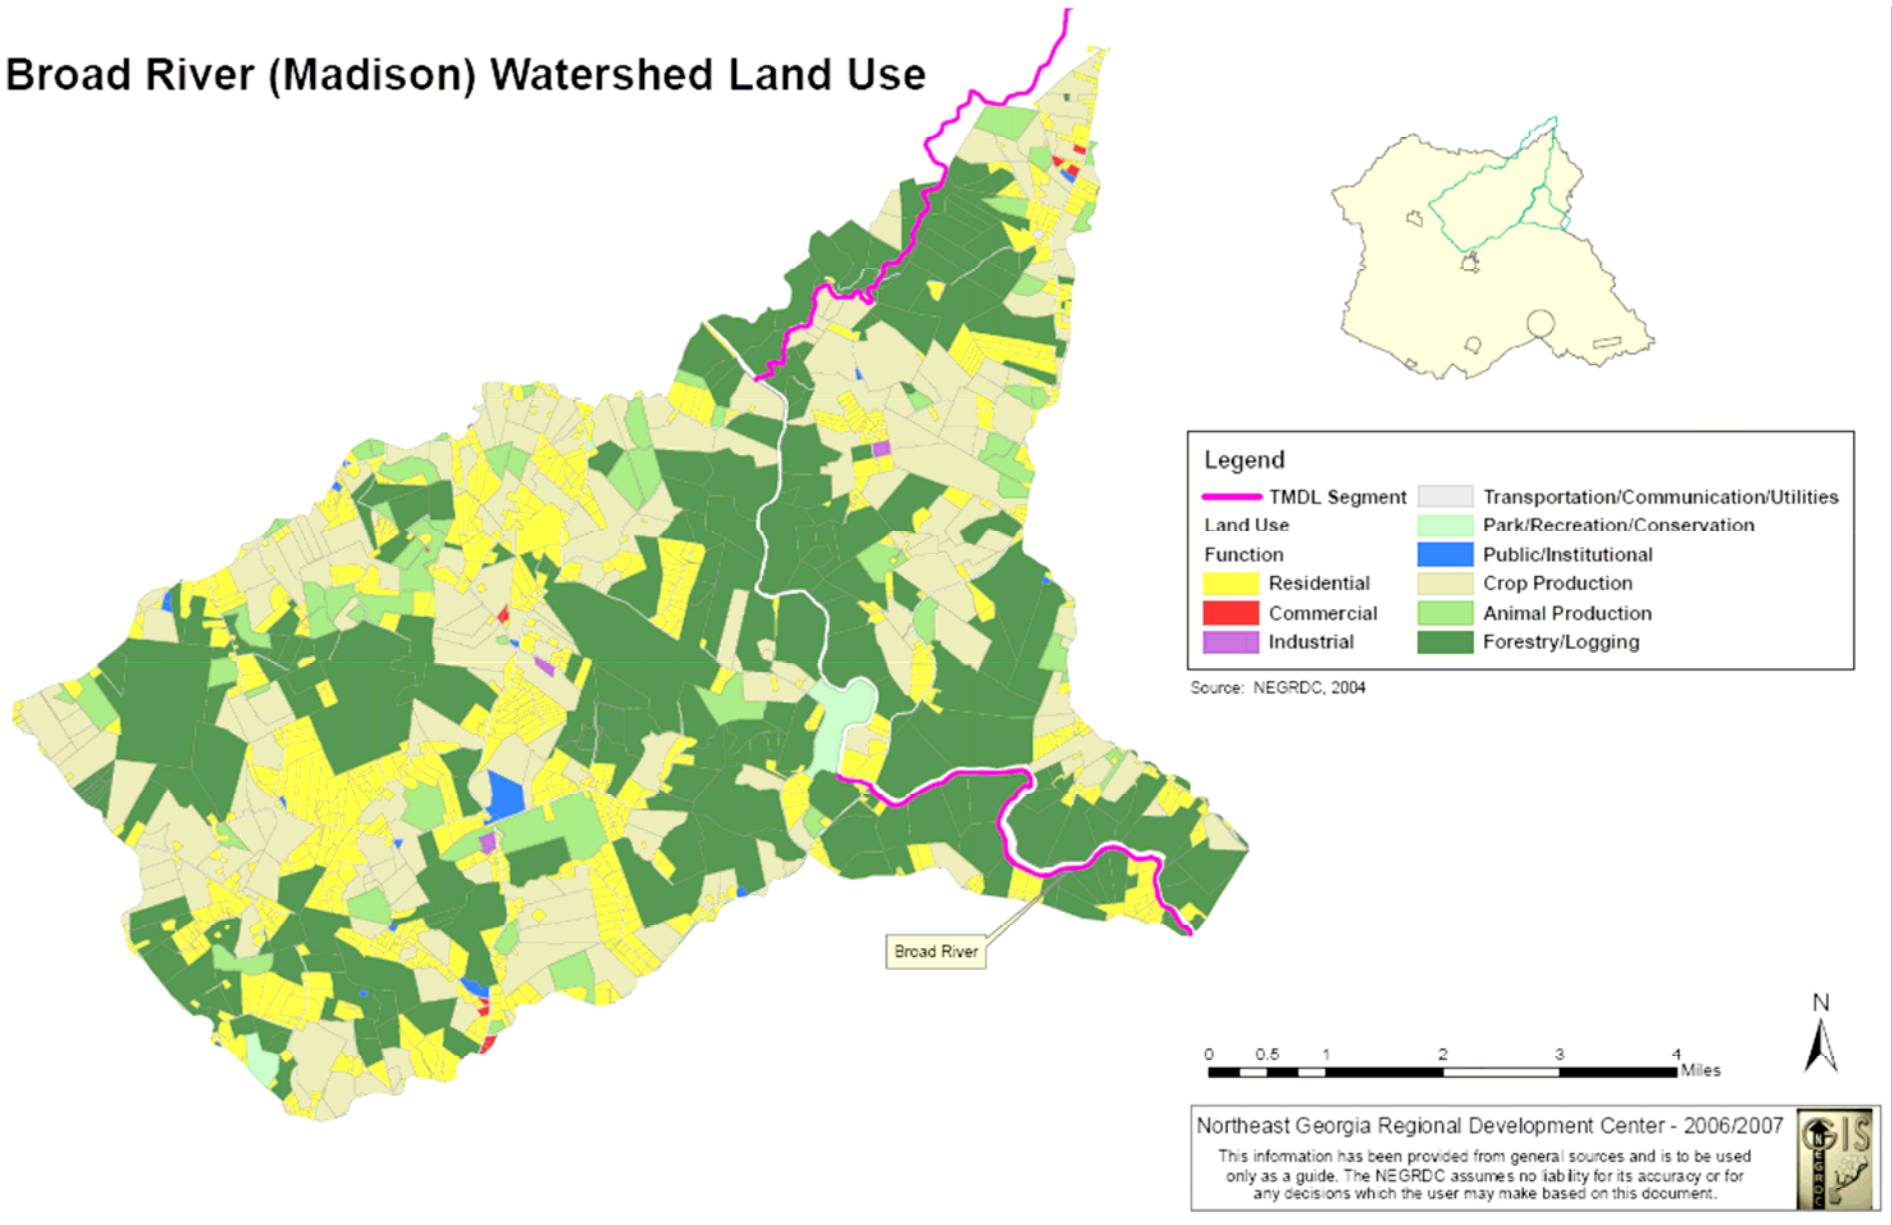 Broad River (Madison) Watershed Land Use
Legend
TMDL Segment
Land Use
Function
Residential
Commercial
Industrial
Transportation/Communication/Utilities
Park/Recreation/Conservation
Public/Institutional
Crop Production
Animal Production
Forestry/Logging
Source: NEGRDC, 2004
Broad River
N
0 0.5 1 2 3 4
Miles
Northeast Georgia Regional Development Center - 2006/2007
This information has been provided from general sources and is to be used
only as a guide. The NEGRDC assumes no liability for its accuracy or for
any decisions which the user may make based on this document.
GIS
NEGRDC